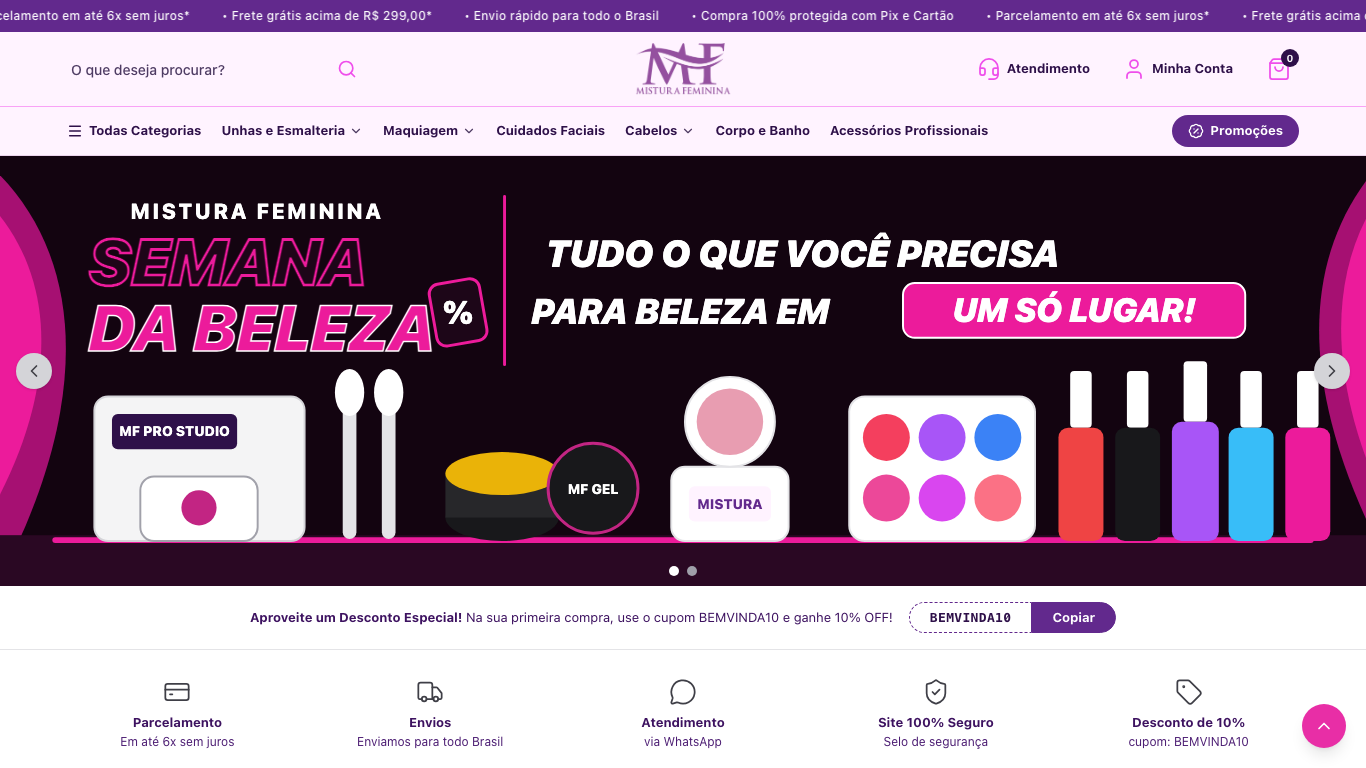 celamento em até 6x sem juros* • Frete grátis acima de R$ 299,00* • Envio rápido para todo o Brasil • Compra 100% protegida com Pix e Cartão • Parcelamento em até 6x sem juros* • Frete grátis acima
O que deseja procurar?
MF
MISTURA FEMININA
Atendimento
Minha Conta
0
Todas Categorias
Unhas e Esmalteria
Maquiagem
Cuidados Faciais
Cabelos
Corpo e Banho
Acessórios Profissionais
Promoções
MISTURA FEMININA
SEMANA
DA BELEZA
%
TUDO O QUE VOCÊ PRECISA
PARA BELEZA EM
UM SÓ LUGAR!
MF PRO STUDIO
MF GEL
MISTURA
Aproveite um Desconto Especial! Na sua primeira compra, use o cupom BEMVINDA10 e ganhe 10% OFF!
BEMVINDA10
Copiar
Parcelamento
Em até 6x sem juros
Envios
Enviamos para todo Brasil
Atendimento
via WhatsApp
Site 100% Seguro
Selo de segurança
Desconto de 10%
cupom: BEMVINDA10